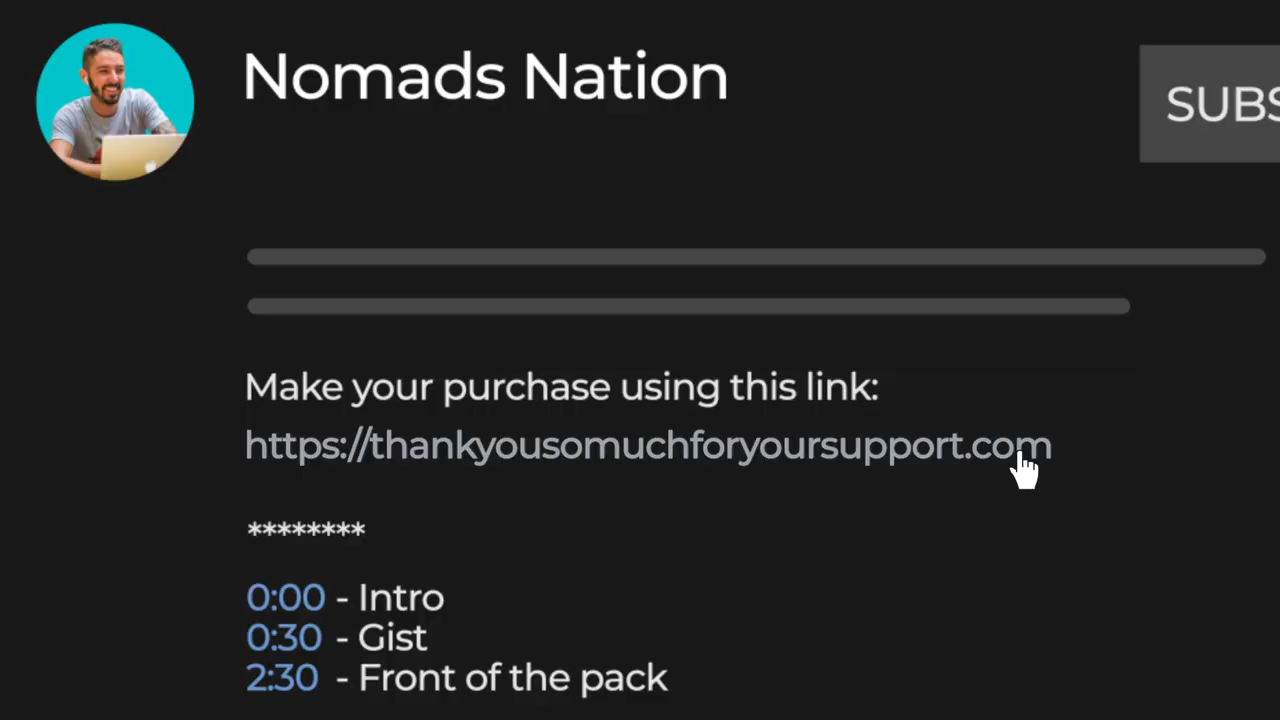 Nomads Nation
SUBS
Make your purchase using this link:
https://thankyousomuchforyoursupport.com
********
0:00 - Intro
0:30 - Gist
2:30 - Front of the pack